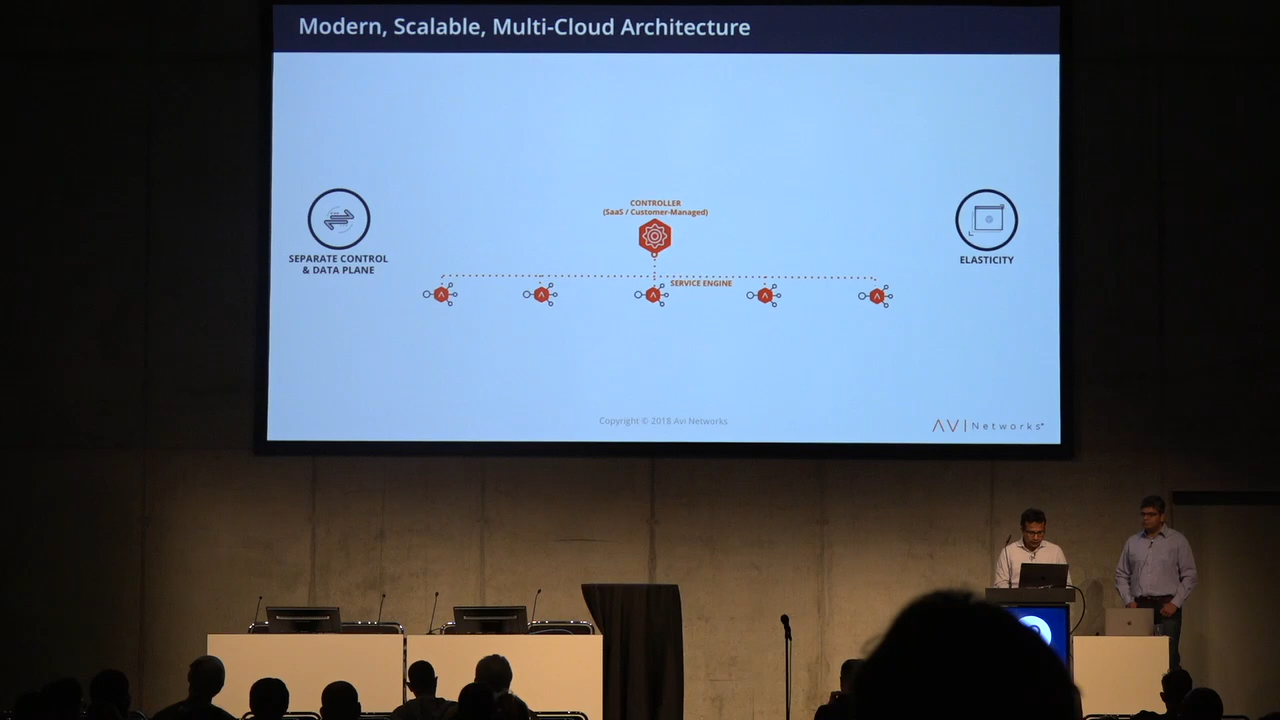 Modern, Scalable, Multi-Cloud Architecture
CONTROLLER
(SaaS / Customer-Managed)
SEPARATE CONTROL
& DATA PLANE
ELASTICITY
SERVICE ENGINE
Copyright © 2018 Avi Networks
AVI Networks